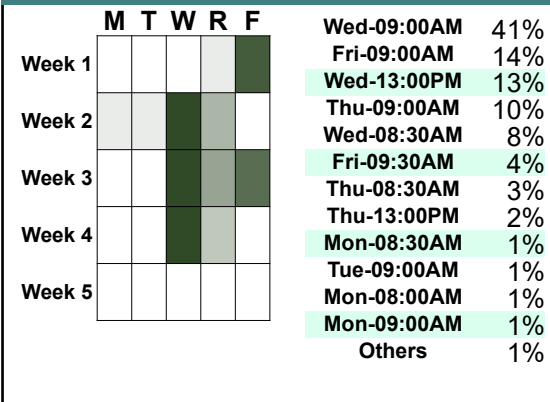 M T W R F
Week 1
Week 2
Week 3
Week 4
Week 5
Wed-09:00AM 41%
Fri-09:00AM 14%
Wed-13:00PM 13%
Thu-09:00AM 10%
Wed-08:30AM 8%
Fri-09:30AM 4%
Thu-08:30AM 3%
Thu-13:00PM 2%
Mon-08:30AM 1%
Tue-09:00AM 1%
Mon-08:00AM 1%
Mon-09:00AM 1%
Others 1%